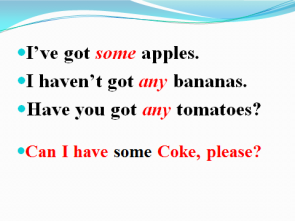 I’ve got some apples.
I haven’t got any bananas.
Have you got any tomatoes?
Can I have some Coke, please?